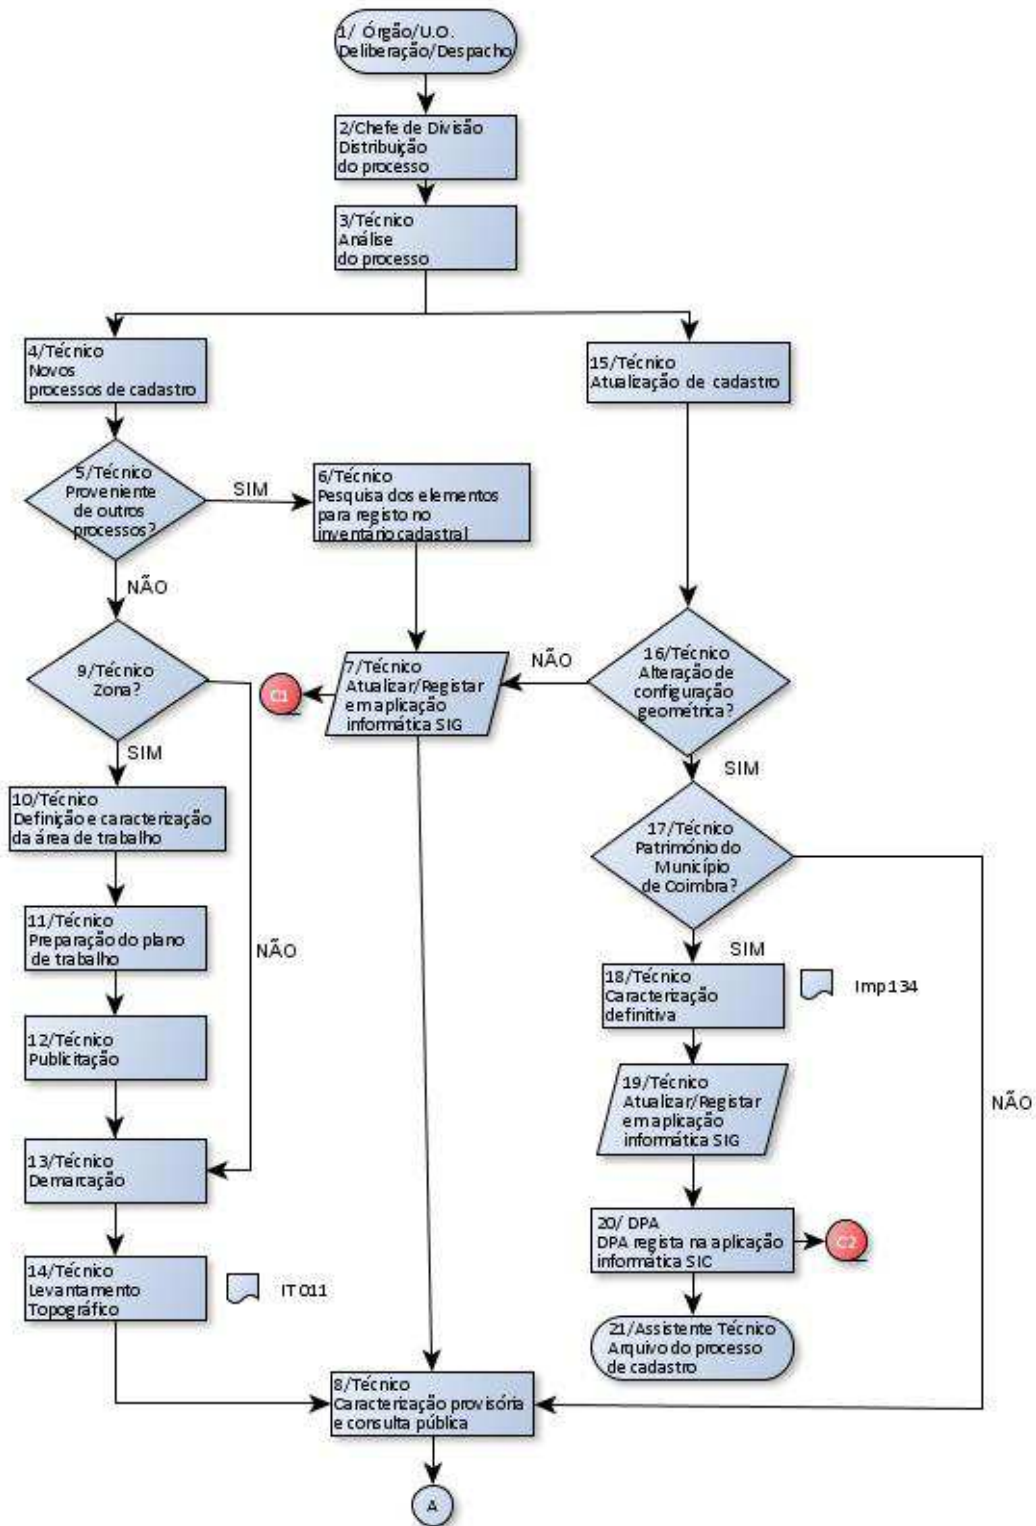 1/ Órgão/U.O.
Deliberação/Despacho
2/Chefe de Divisão
Distribuição
do processo
3/Técnico
Análise
do processo
4/Técnico
Novos
processos de cadastro
15/Técnico
Atualização de cadastro
5/Técnico
Proveniente
de outros
processos?
SIM
6/Técnico
Pesquisa dos elementos
para registo no
inventário cadastral
NÃO
9/Técnico
Zona?
C1
7/Técnico
Atualizar/Registar
em aplicação
informática SIG
NÃO
16/Técnico
Alteração de
configuração
geométrica?
SIM
SIM
10/Técnico
Definição e caracterização
da área de trabalho
17/Técnico
Património do
Município
de Coimbra?
11/Técnico
Preparação do plano
de trabalho
NÃO
SIM
18/Técnico
Caracterização
definitiva
Imp134
12/Técnico
Publicitação
19/Técnico
Atualizar/Registar
em aplicação
informática SIG
NÃO
13/Técnico
Demarcação
20/ DPA
DPA regista na aplicação
informática SIC
C2
14/Técnico
Levantamento
Topográfico
IT011
21/Assistente Técnico
Arquivo do processo
de cadastro
8/Técnico
Caracterização provisória
e consulta pública
A